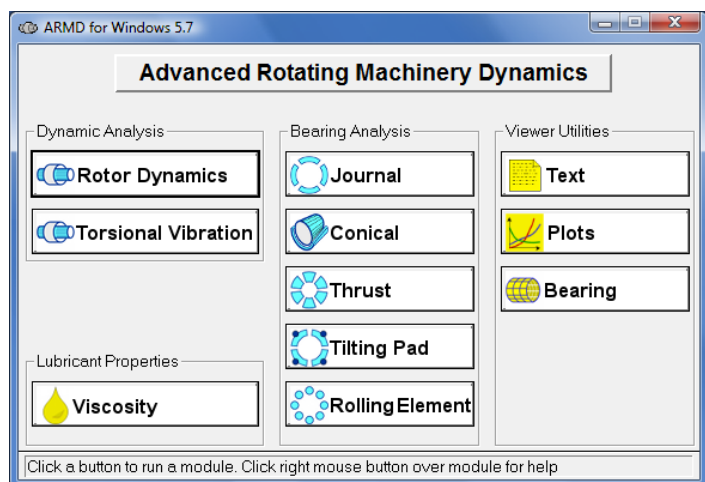 ARMD for Windows 5.7
Advanced Rotating Machinery Dynamics
Dynamic Analysis
Rotor Dynamics
Torsional Vibration
Lubricant Properties
Viscosity
Bearing Analysis
Journal
Conical
Thrust
Tilting Pad
Rolling Element
Viewer Utilities
Text
Plots
Bearing
Click a button to run a module. Click right mouse button over module for help